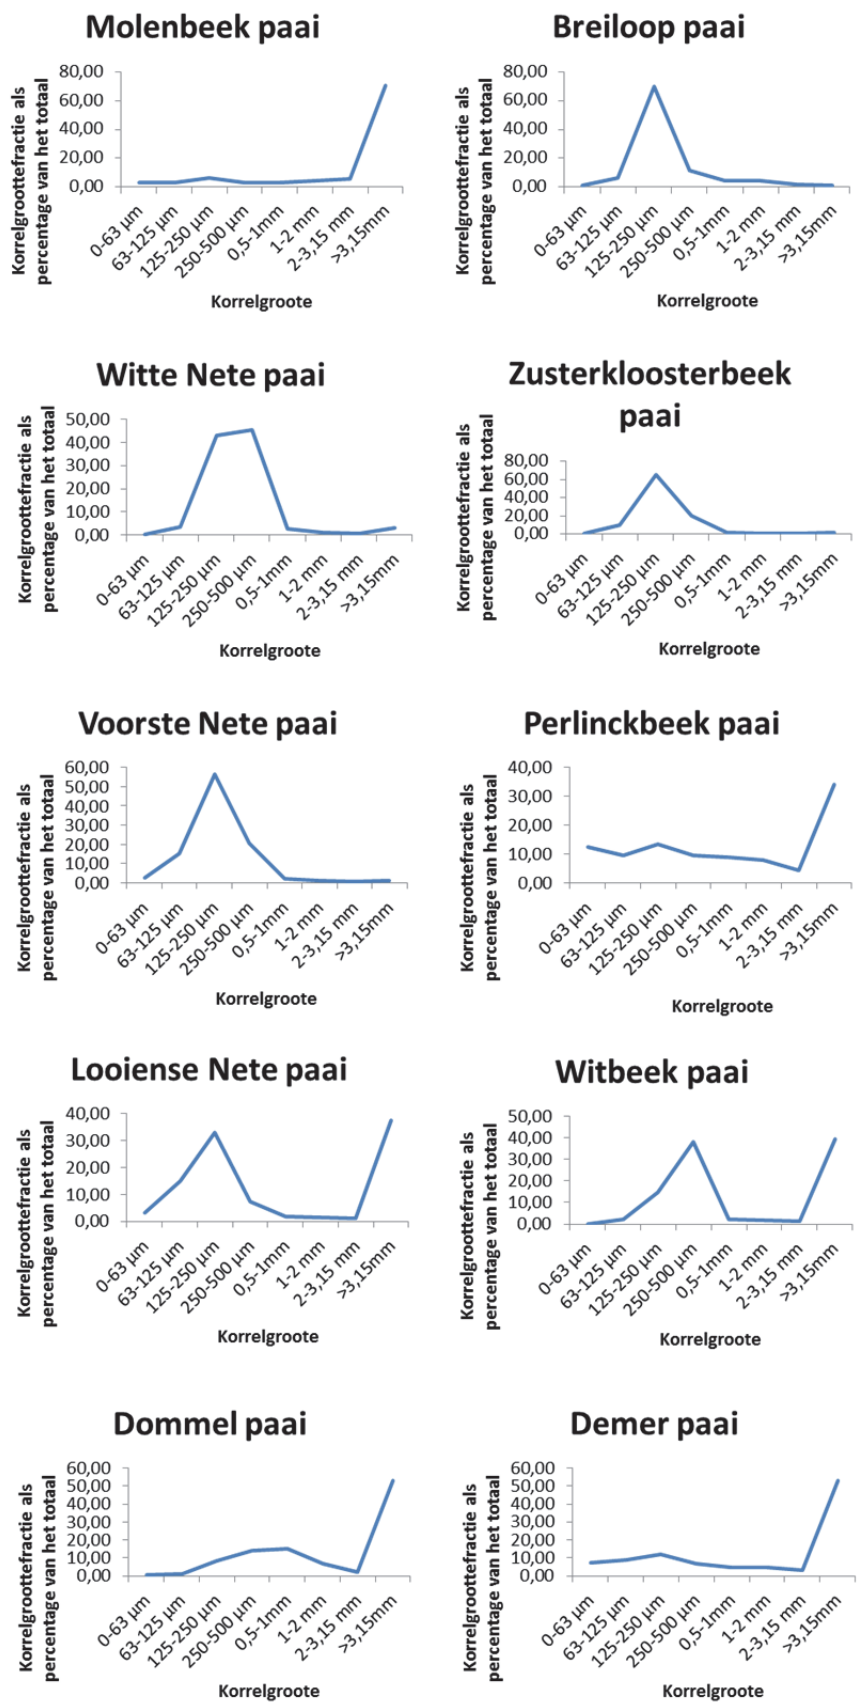 Molenbeek paai
Korrelgroottefractie als
percentage van het totaal
80,00
60,00
40,00
20,00
0,00
0-63 µm
63-125 µm
125-250 µm
250-500 µm
0,5-1mm
1-2 mm
2-3,15 mm
>3,15mm
Korrelgroote
Breiloop paai
Korrelgroottefractie als
percentage van het totaal
80,00
60,00
40,00
20,00
0,00
0-63 µm
63-125 µm
125-250 µm
250-500 µm
0,5-1mm
1-2 mm
2-3,15 mm
>3,15mm
Korrelgroote
Witte Nete paai
Korrelgroottefractie als
percentage van het totaal
50,00
40,00
30,00
20,00
10,00
0,00
0-63 µm
63-125 µm
125-250 µm
250-500 µm
0,5-1mm
1-2 mm
2-3,15 mm
>3,15mm
Korrelgroote
Zusterkloosterbeek
paai
Korrelgroottefractie als
percentage van het totaal
80,00
60,00
40,00
20,00
0,00
0-63 µm
63-125 µm
125-250 µm
250-500 µm
0,5-1mm
1-2 mm
2-3,15 mm
>3,15mm
Korrelgroote
Voorste Nete paai
Korrelgroottefractie als
percentage van het totaal
60,00
50,00
40,00
30,00
20,00
10,00
0,00
0-63 µm
63-125 µm
125-250 µm
250-500 µm
0,5-1mm
1-2 mm
2-3,15 mm
>3,15mm
Korrelgroote
Perlinckbeek paai
Korrelgroottefractie als
percentage van het totaal
40,00
30,00
20,00
10,00
0,00
0-63 µm
63-125 µm
125-250 µm
250-500 µm
0,5-1mm
1-2 mm
2-3,15 mm
>3,15mm
Korrelgroote
Looiense Nete paai
Korrelgroottefractie als
percentage van het totaal
40,00
30,00
20,00
10,00
0,00
0-63 µm
63-125 µm
125-250 µm
250-500 µm
0,5-1mm
1-2 mm
2-3,15 mm
>3,15mm
Korrelgroote
Witbeek paai
Korrelgroottefractie als
percentage van het totaal
50,00
40,00
30,00
20,00
10,00
0,00
0-63 µm
63-125 µm
125-250 µm
250-500 µm
0,5-1mm
1-2 mm
2-3,15 mm
>3,15mm
Korrelgroote
Dommel paai
Korrelgroottefractie als
percentage van het totaal
60,00
50,00
40,00
30,00
20,00
10,00
0,00
0-63 µm
63-125 µm
125-250 µm
250-500 µm
0,5-1mm
1-2 mm
2-3,15 mm
>3,15mm
Korrelgroote
Demer paai
Korrelgroottefractie als
percentage van het totaal
60,00
50,00
40,00
30,00
20,00
10,00
0,00
0-63 µm
63-125 µm
125-250 µm
250-500 µm
0,5-1mm
1-2 mm
2-3,15 mm
>3,15mm
Korrelgroote